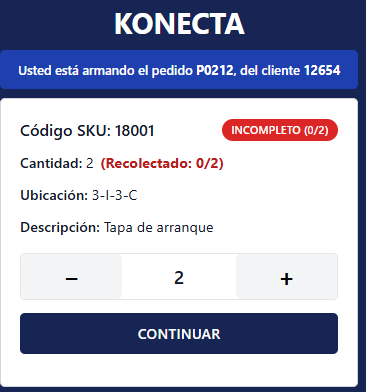 KONECTA
Usted está armando el pedido P0212, del cliente 12654
Código SKU: 18001
INCOMPLETO (0/2)
Cantidad: 2 (Recolectado: 0/2)
Ubicación: 3-I-3-C
Descripción: Tapa de arranque
− 2 +
CONTINUAR